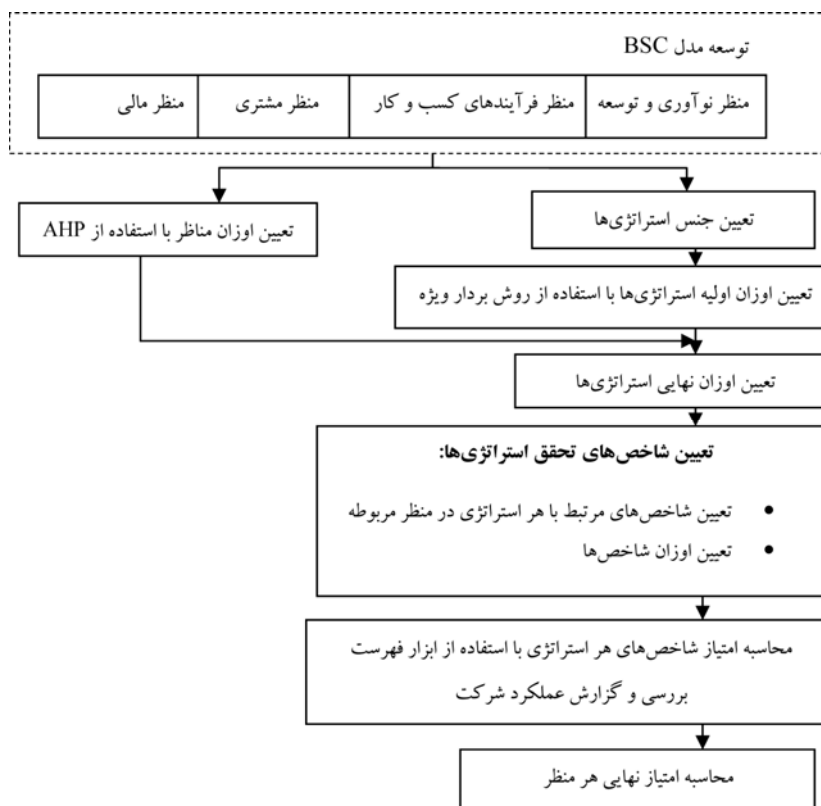 توسعه مدل BSC
منظر نوآوری و توسعه
منظر فرآیندهای کسب و کار
منظر مشتری
منظر مالی
تعیین جنس استراتژی‌ها
تعیین اوزان مناظر با استفاده از AHP
تعیین اوزان اولیه استراتژی‌ها با استفاده از روش بردار ویژه
تعیین اوزان نهایی استراتژی‌ها
تعیین شاخص‌های تحقق استراتژی‌ها:
• تعیین شاخص‌های مرتبط با هر استراتژی در منظر مربوطه
• تعیین اوزان شاخص‌ها
محاسبه امتیاز شاخص‌های هر استراتژی با استفاده از ابزار فهرست
بررسی و گزارش عملکرد شرکت
محاسبه امتیاز نهایی هر منظر